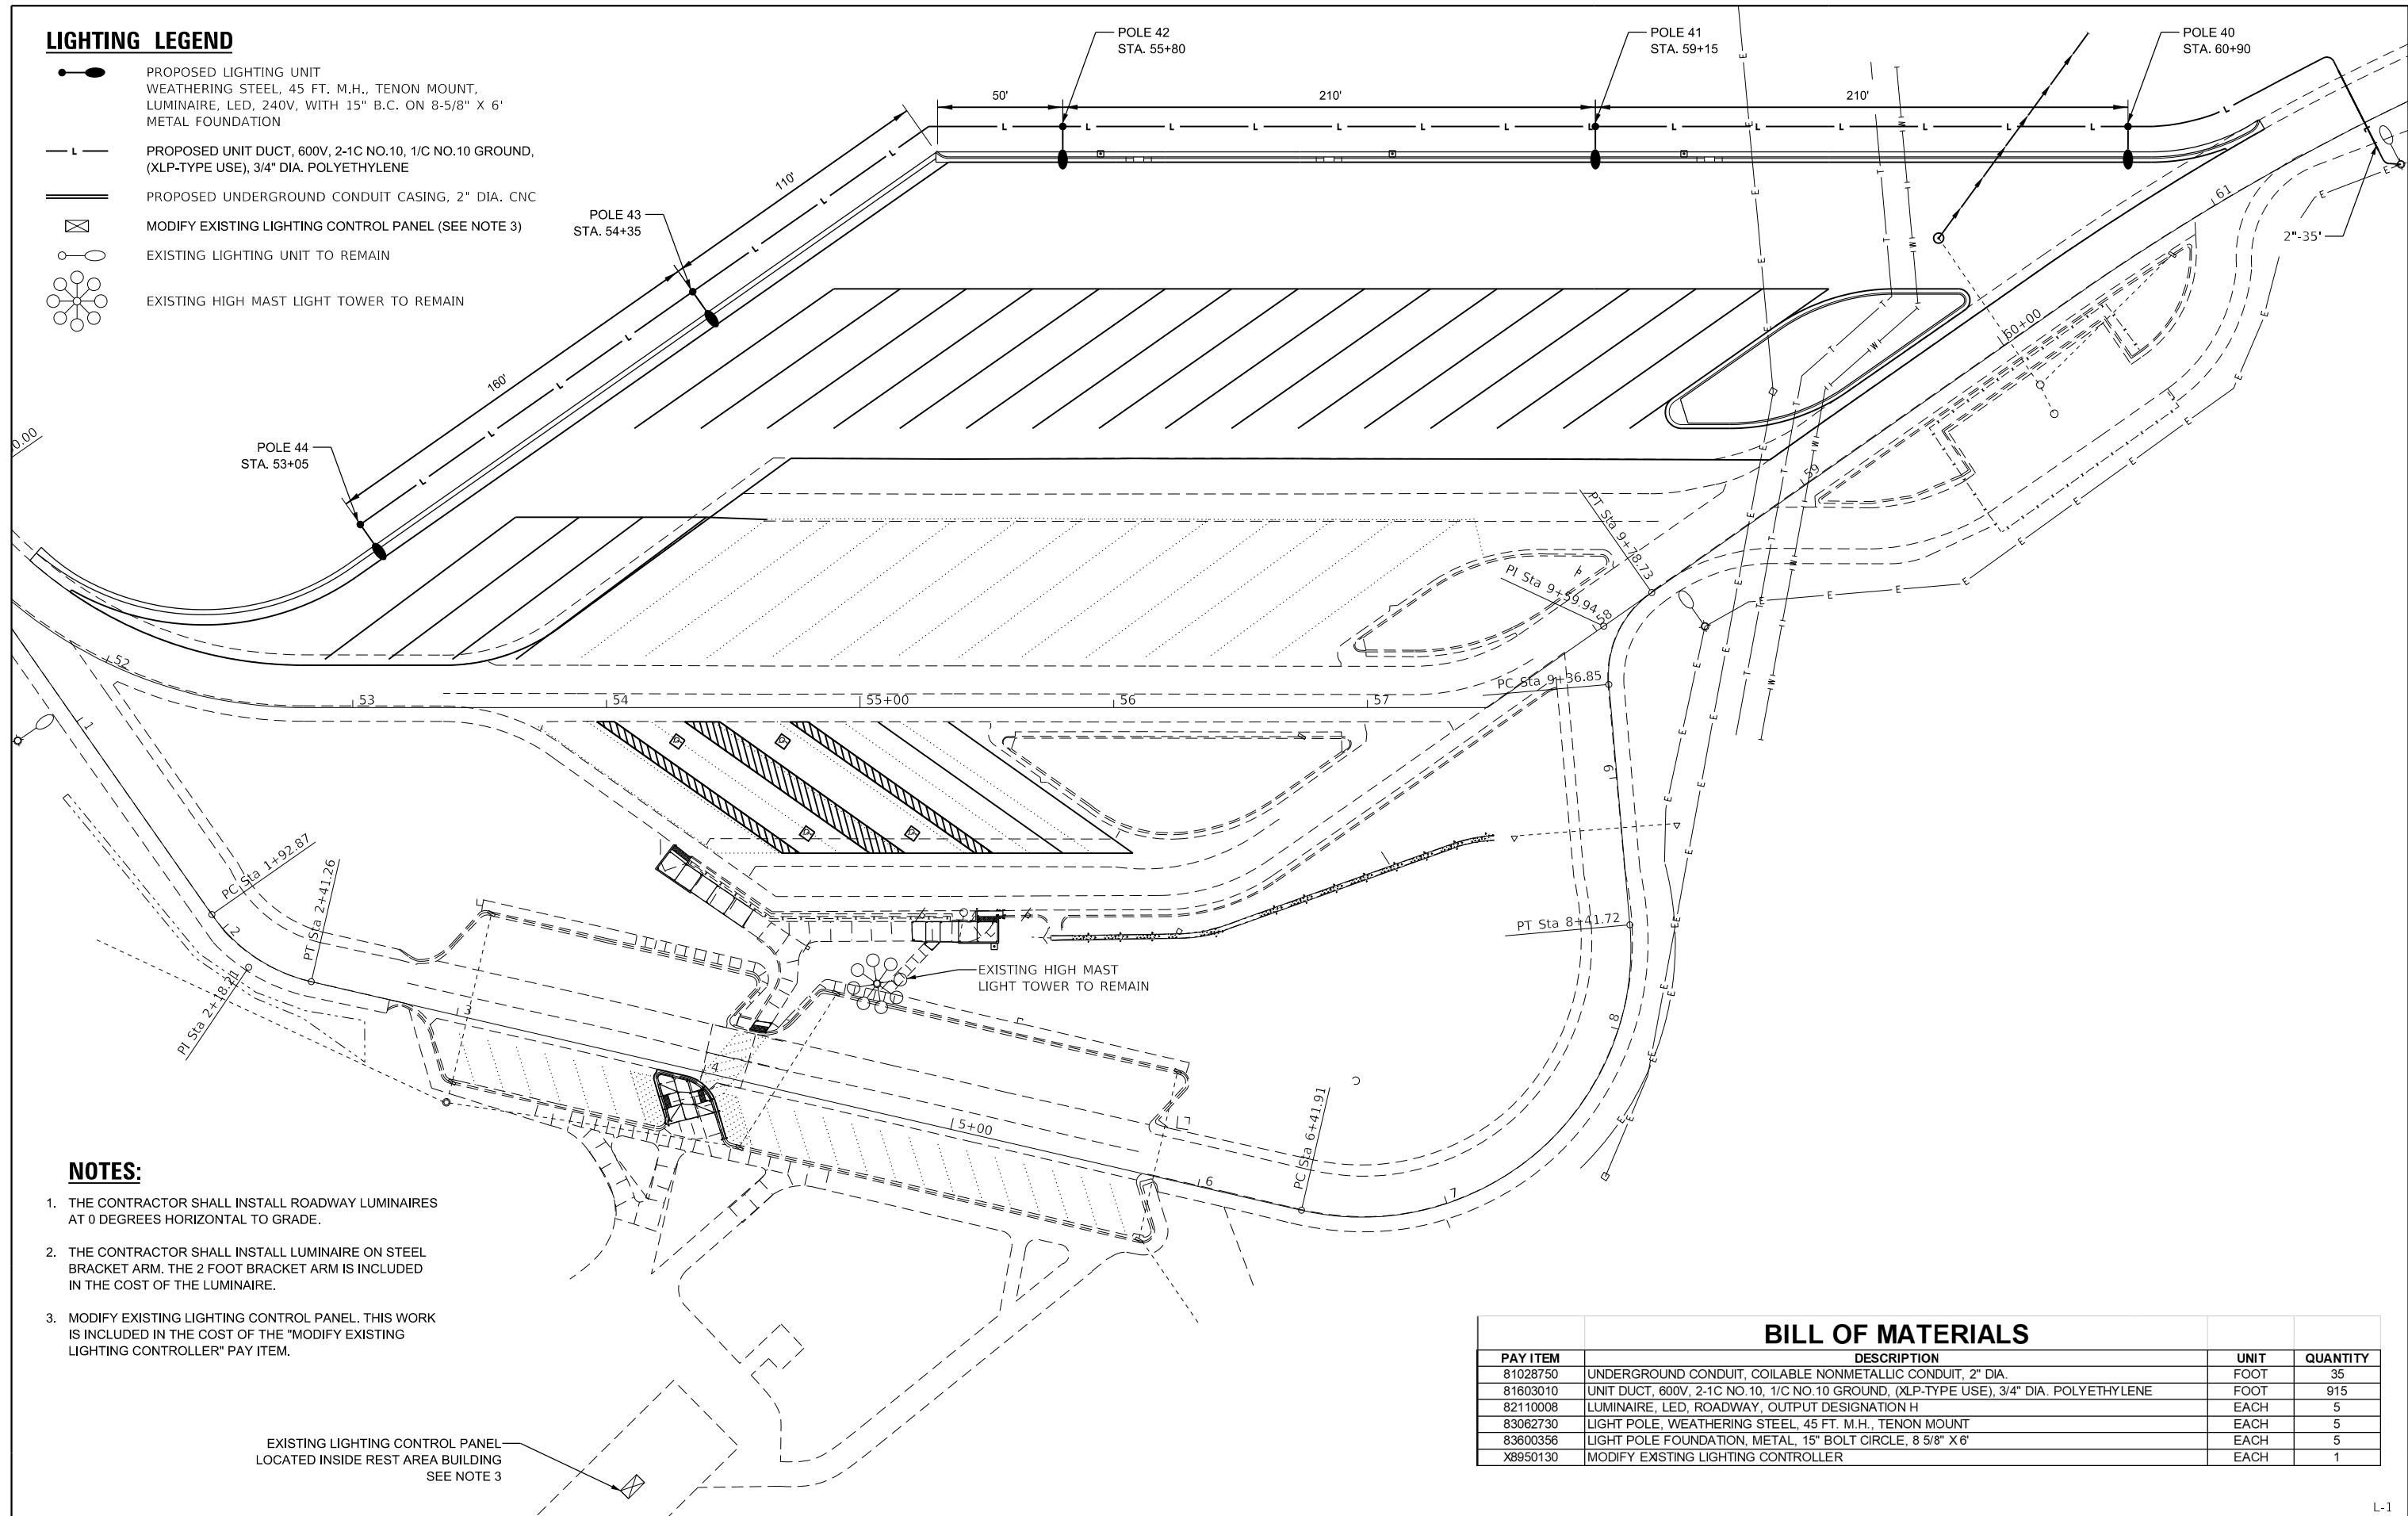 LIGHTING LEGEND
PROPOSED LIGHTING UNIT
WEATHERING STEEL, 45 FT. M.H., TENON MOUNT,
LUMINAIRE, LED, 240V, WITH 15" B.C. ON 8-5/8" X 6'
METAL FOUNDATION
L
PROPOSED UNIT DUCT, 600V, 2-1C NO.10, 1/C NO.10 GROUND,
(XLP-TYPE USE), 3/4" DIA. POLYETHYLENE
PROPOSED UNDERGROUND CONDUIT CASING, 2" DIA. CNC
MODIFY EXISTING LIGHTING CONTROL PANEL (SEE NOTE 3)
EXISTING LIGHTING UNIT TO REMAIN
EXISTING HIGH MAST LIGHT TOWER TO REMAIN
POLE 42
STA. 55+80
POLE 41
STA. 59+15
POLE 40
STA. 60+90
50'
210'
210'
110'
POLE 43
STA. 54+35
160'
POLE 44
STA. 53+05
2"-35'
61
60+00
59
58
0.00
PT Sta 9+78.73
PI Sta 9+59.94
PC Sta 9+36.85
52
53
54
55+00
56
57
1
9
PC Sta 1+92.87
PT Sta 2+41.26
2
PI Sta 2+18.21
PT Sta 8+41.72
EXISTING HIGH MAST
LIGHT TOWER TO REMAIN
3
4
5+00
6
PC Sta 6+41.91
7
8
NOTES:
1. THE CONTRACTOR SHALL INSTALL ROADWAY LUMINAIRES
AT 0 DEGREES HORIZONTAL TO GRADE.
2. THE CONTRACTOR SHALL INSTALL LUMINAIRE ON STEEL
BRACKET ARM. THE 2 FOOT BRACKET ARM IS INCLUDED
IN THE COST OF THE LUMINAIRE.
3. MODIFY EXISTING LIGHTING CONTROL PANEL. THIS WORK
IS INCLUDED IN THE COST OF THE "MODIFY EXISTING
LIGHTING CONTROLLER" PAY ITEM.
EXISTING LIGHTING CONTROL PANEL
LOCATED INSIDE REST AREA BUILDING
SEE NOTE 3
BILL OF MATERIALS
PAY ITEM DESCRIPTION UNIT QUANTITY
81028750 UNDERGROUND CONDUIT, COILABLE NONMETALLIC CONDUIT, 2" DIA. FOOT 35
81603010 UNIT DUCT, 600V, 2-1C NO.10, 1/C NO.10 GROUND, (XLP-TYPE USE), 3/4" DIA. POLYETHYLENE FOOT 915
82110008 LUMINAIRE, LED, ROADWAY, OUTPUT DESIGNATION H EACH 5
83062730 LIGHT POLE, WEATHERING STEEL, 45 FT. M.H., TENON MOUNT EACH 5
83600356 LIGHT POLE FOUNDATION, METAL, 15" BOLT CIRCLE, 8 5/8" X 6' EACH 5
X8950130 MODIFY EXISTING LIGHTING CONTROLLER EACH 1
L-1